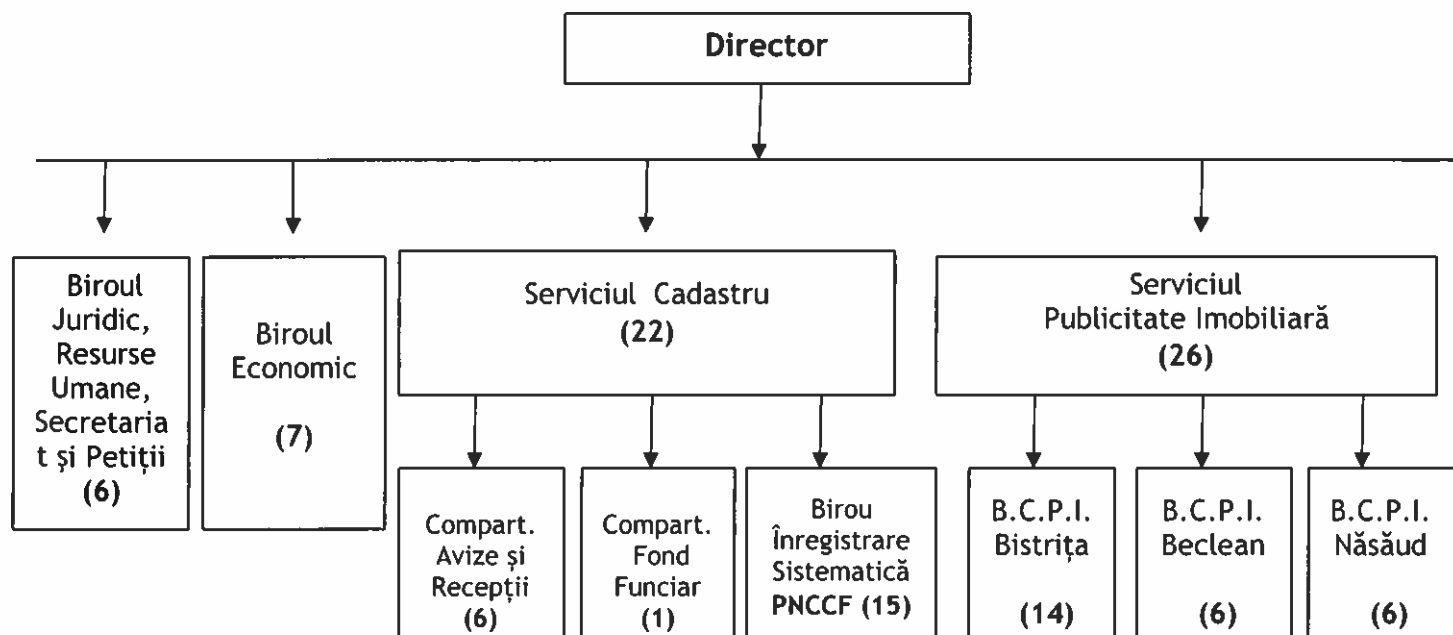 Director
Biroul
Juridic,
Resurse
Umane,
Secretaria
t și Petiții
(6)
Biroul
Economic
(7)
Serviciul Cadastru
(22)
Serviciul
Publicitate Imobiliară
(26)
Compart.
Avize și
Recepții
(6)
Compart.
Fond
Funciar
(1)
Birou
Înregistrare
Sistematică
PNCCF (15)
B.C.P.I.
Bistrița
(14)
B.C.P.I.
Beclean
(6)
B.C.P.I.
Năsăud
(6)